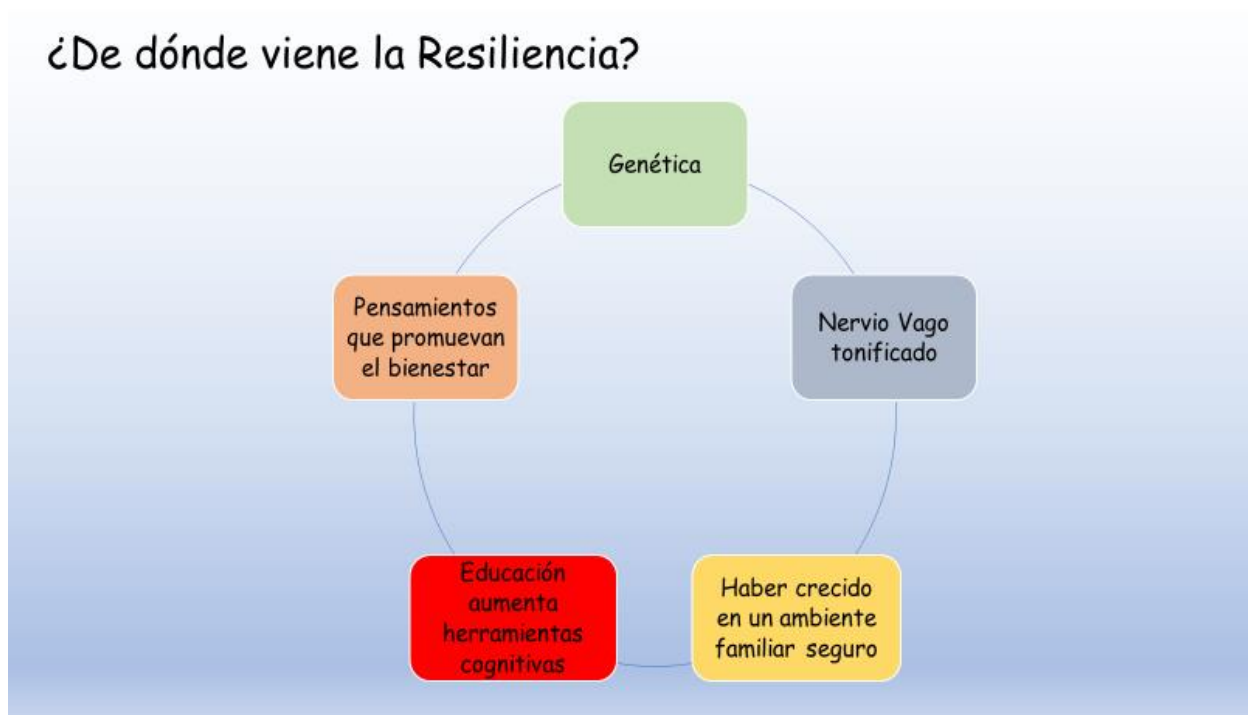 ¿De dónde viene la Resiliencia?
Genética
Nervio Vago
tonificado
Haber crecido
en un ambiente
familiar seguro
Educación
aumenta
herramientas
cognitivas
Pensamientos
que promuevan
el bienestar